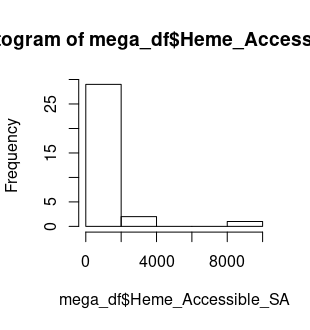 togram of mega_df$Heme_Access
Frequency
25
15
5
0
0 4000 8000
mega_df$Heme_Accessible_SA